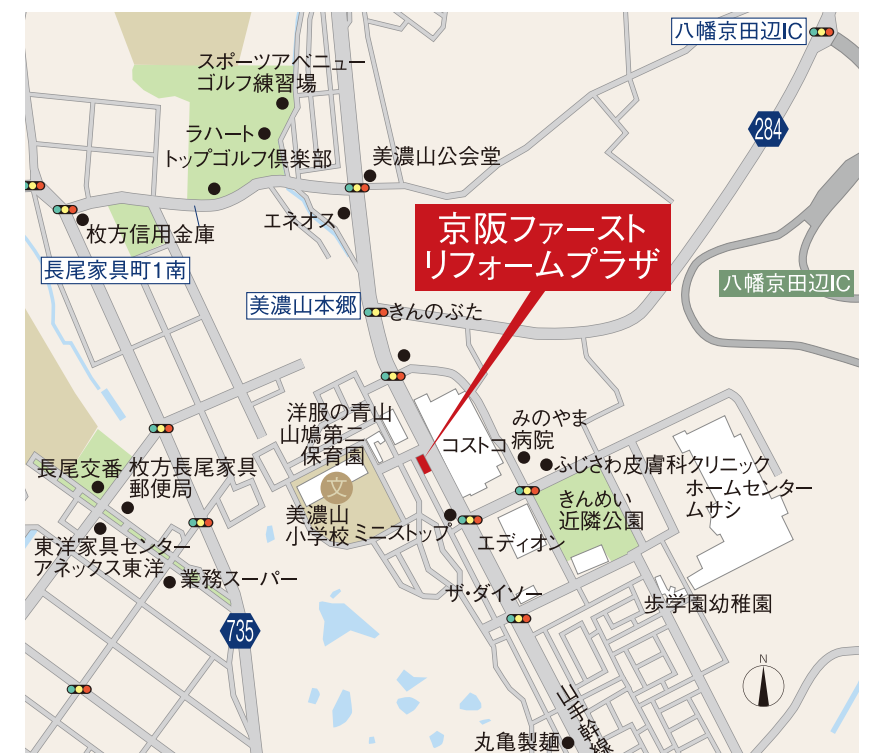 八幡京田辺IC
スポーツアベニュー
ゴルフ練習場
284
ラハート
トップゴルフ倶楽部
美濃山公会堂
エネオス
京阪ファースト
リフォームプラザ
枚方信用金庫
長尾家具町1南
八幡京田辺IC
美濃山本郷
きんのぶた
洋服の青山
山鳩第二
保育園
コストコ
みのやま
病院
ふじさわ皮膚科クリニック
長尾交番
枚方長尾家具
郵便局
文
ホームセンター
ムサシ
きんめい
近隣公園
美濃山
小学校
ミニストップ
エディオン
東洋家具センター
アネックス東洋
業務スーパー
ザ・ダイソー
歩学園幼稚園
735
N
山手幹線
丸亀製麺